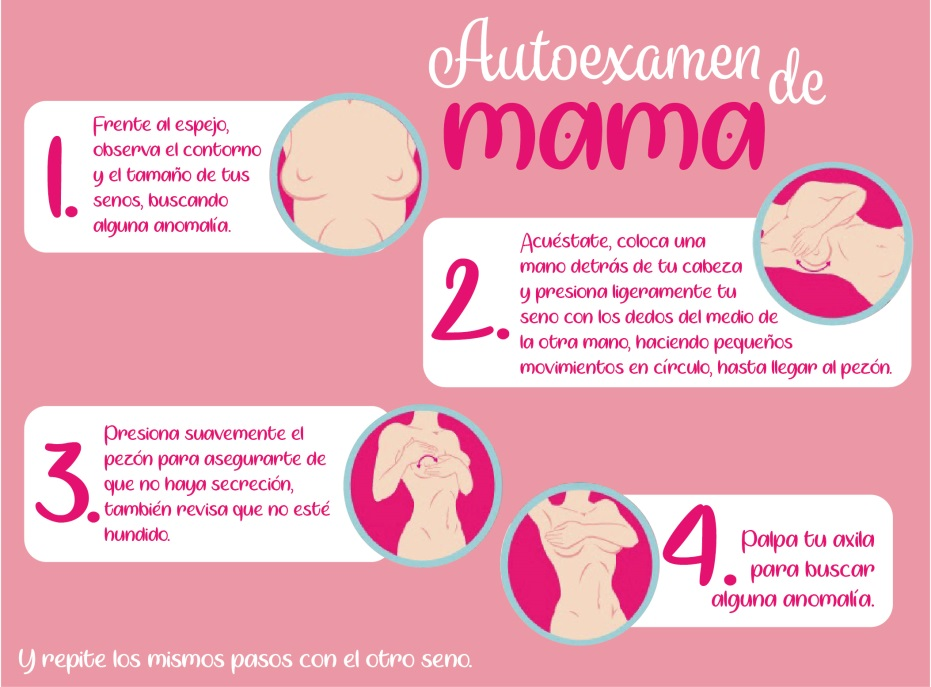 Autoexamen de
mama
1.
Frente al espejo,
observa el contorno
y el tamaño de tus
senos, buscando
alguna anomalía.
2.
Acuéstate, coloca una
mano detrás de tu cabeza
y presiona ligeramente tu
seno con los dedos del medio de
la otra mano, haciendo pequeños
movimientos en círculo, hasta llegar al pezón.
3.
Presiona suavemente el
pezón para asegurarte de
que no haya secreción,
también revisa que no esté
hundido.
4.
Palpa tu axila
para buscar
alguna anomalía.
Y repite los mismos pasos con el otro seno.